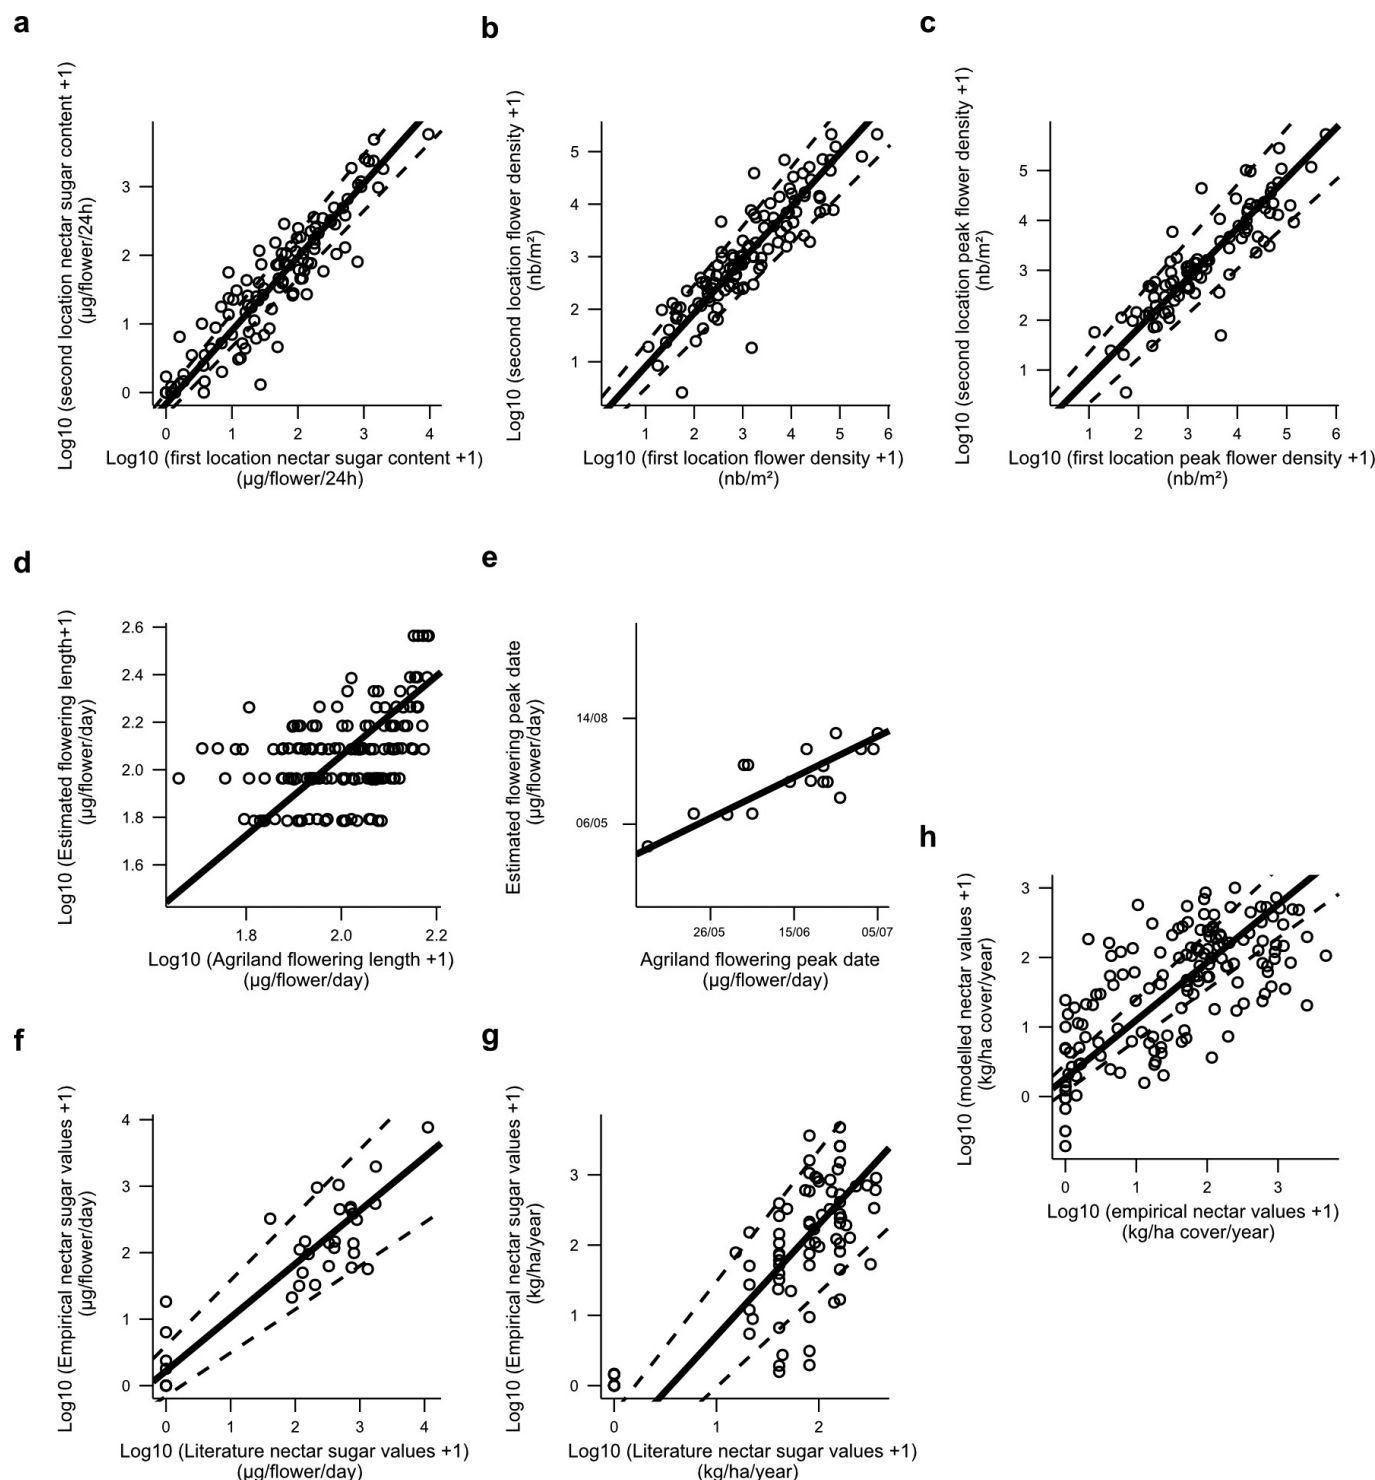 a
Log10 (second location nectar sugar content +1)
(µg/flower/24h)
3
2
1
0
0 1 2 3 4
Log10 (first location nectar sugar content +1)
(µg/flower/24h)
b
Log10 (second location flower density +1)
(nb/m²)
5
4
3
2
1
1 2 3 4 5 6
Log10 (first location flower density +1)
(nb/m²)
c
Log10 (second location peak flower density +1)
(nb/m²)
5
4
3
2
1
1 2 3 4 5 6
Log10 (first location peak flower density +1)
(nb/m²)
d
Log10 (Estimated flowering length+1)
(µg/flower/day)
2.6
2.4
2.2
2.0
1.8
1.6
1.8 2.0 2.2
Log10 (Agriland flowering length +1)
(µg/flower/day)
e
Estimated flowering peak date
(µg/flower/day)
14/08
06/05
26/05 15/06 05/07
Agriland flowering peak date
(µg/flower/day)
f
Log10 (Empirical nectar sugar values +1)
(µg/flower/day)
4
3
2
1
0
0 1 2 3 4
Log10 (Literature nectar sugar values +1)
(µg/flower/day)
g
Log10 (Empirical nectar sugar values +1)
(kg/ha/year)
3
2
1
0
0 1 2
Log10 (Literature nectar sugar values +1)
(kg/ha/year)
h
Log10 (modelled nectar values +1)
(kg/ha cover/year)
3
2
1
0
0 1 2 3
Log10 (empirical nectar values +1)
(kg/ha cover/year)